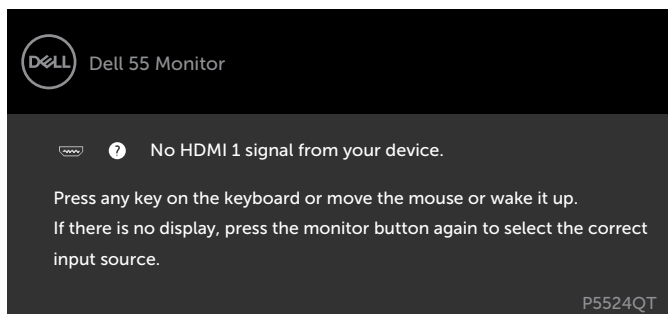 DELL
Dell 55 Monitor
? No HDMI 1 signal from your device.
Press any key on the keyboard or move the mouse or wake it up.
If there is no display, press the monitor button again to select the correct
input source.
P5524QT